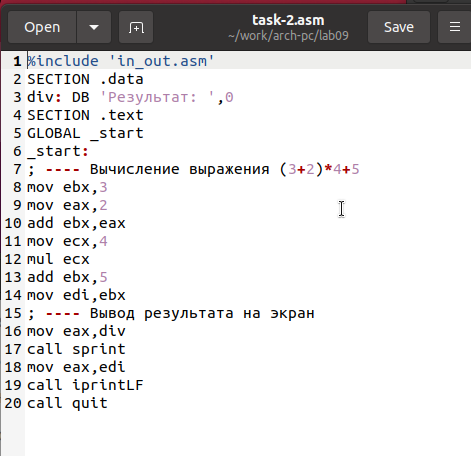 Open
task-2.asm
~/work/arch-pc/lab09
Save
1 %include 'in_out.asm'
2 SECTION .data
3 div: DB 'Результат: ',0
4 SECTION .text
5 GLOBAL _start
6 _start:
7 ; ---- Вычисление выражения (3+2)*4+5
8 mov ebx,3
9 mov eax,2
10 add ebx,eax
11 mov ecx,4
12 mul ecx
13 add ebx,5
14 mov edi,ebx
15 ; ---- Вывод результата на экран
16 mov eax,div
17 call sprint
18 mov eax,edi
19 call iprintLF
20 call quit